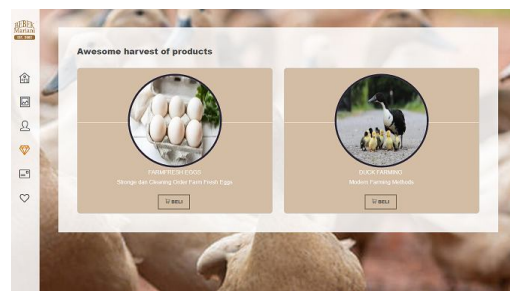 BEBEK
Mariani
Awesome harvest of products
FARMFRESH EGGS
Storage dan Cleaning Order Farm Fresh Eggs
BELI
DUCK FARMING
Modern Farming Methods
BELI